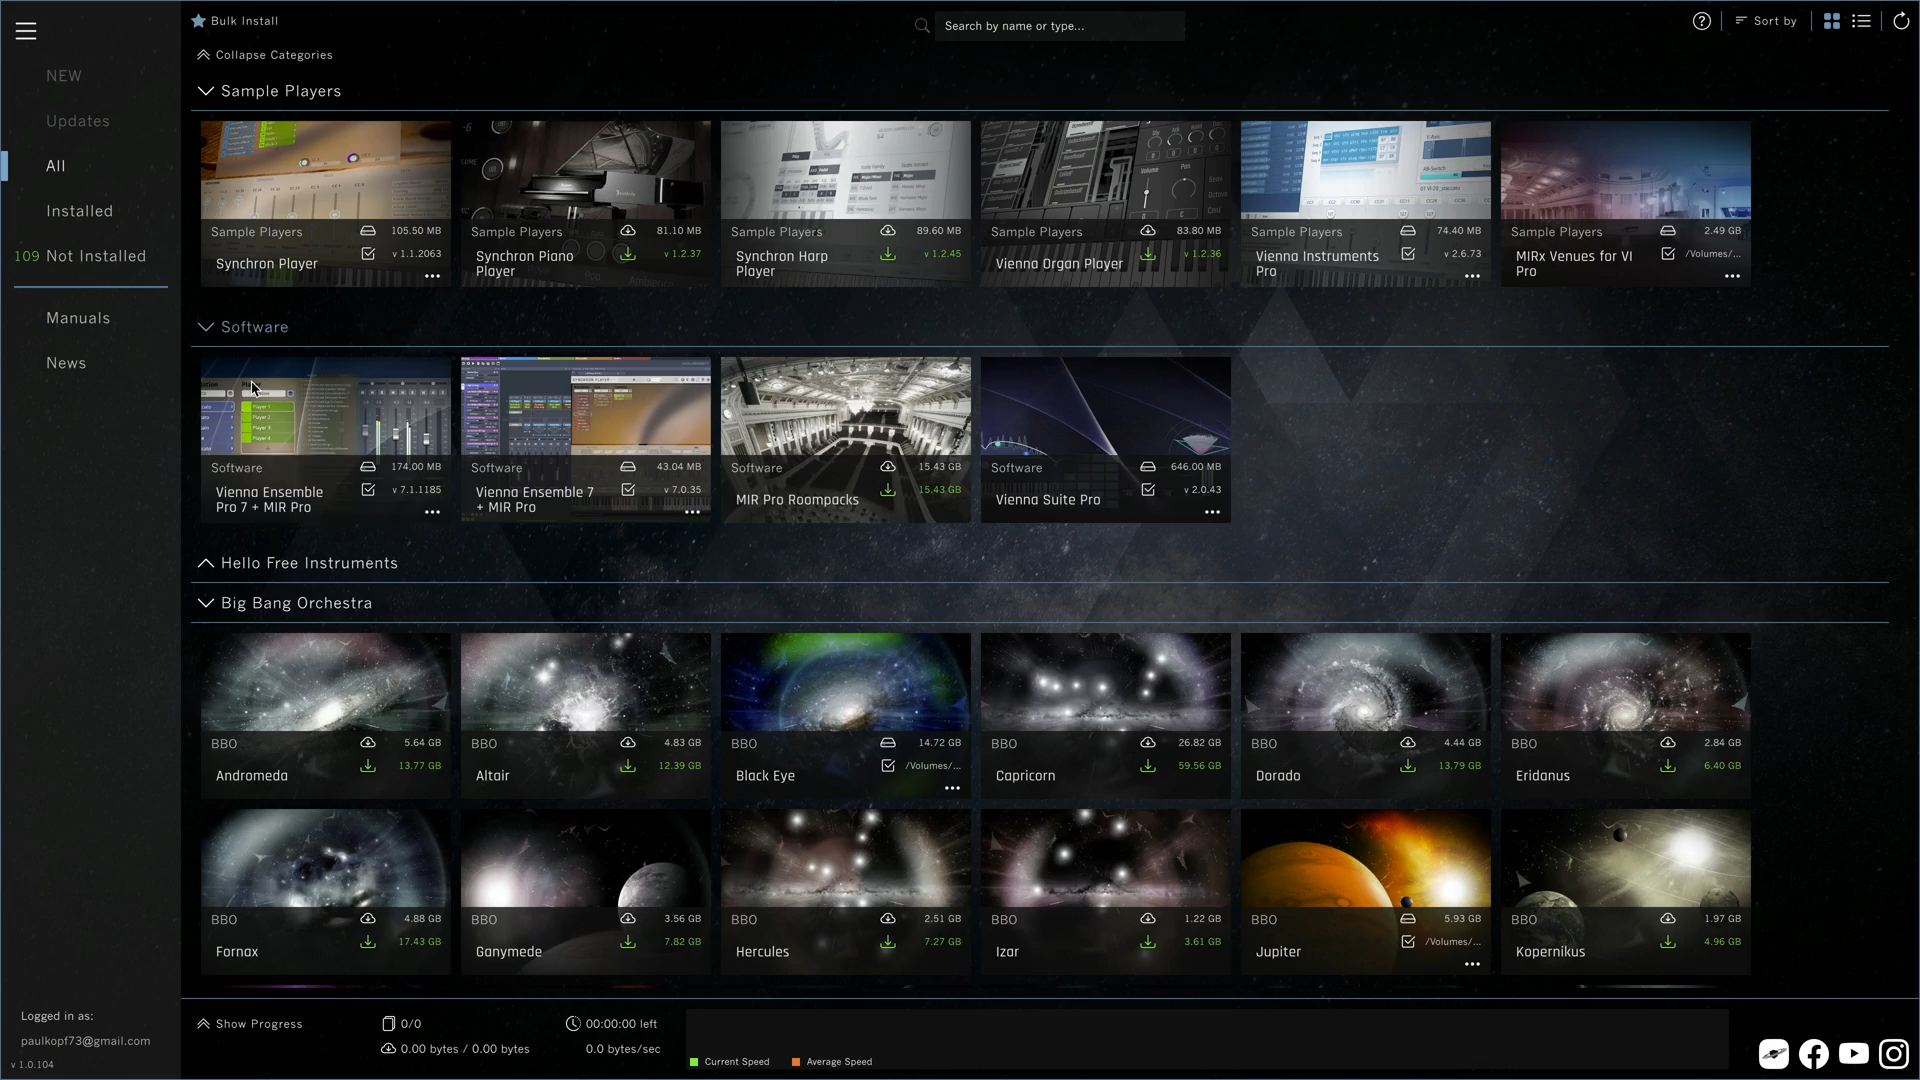 Bulk Install
Search by name or type...
Sort by
Collapse Categories
NEW
Updates
All
Installed
109 Not Installed
Manuals
News
Sample Players
Sample Players 105.50 MB
Synchron Player v 1.1.2063
Sample Players 81.10 MB
Synchron Piano Player v 1.2.37
Sample Players 89.60 MB
Synchron Harp Player v 1.2.45
Sample Players 83.80 MB
Vienna Organ Player v 1.2.36
Sample Players 74.40 MB
Vienna Instruments Pro v 2.6.73
Sample Players 2.49 GB
MIRx Venues for VI Pro /Volumes/...
Software
Software 174.00 MB
Vienna Ensemble Pro 7 + MIR Pro v 7.1.1185
Software 43.04 MB
Vienna Ensemble 7 + MIR Pro v 7.0.35
Software 15.43 GB
MIR Pro Roompacks 15.43 GB
Software 646.00 MB
Vienna Suite Pro v 2.0.43
Hello Free Instruments
Big Bang Orchestra
BBO 5.64 GB
Andromeda 13.77 GB
BBO 4.83 GB
Altair 12.39 GB
BBO 14.72 GB
Black Eye /Volumes/...
BBO 26.82 GB
Capricorn 59.56 GB
BBO 4.44 GB
Dorado 13.79 GB
BBO 2.84 GB
Eridanus 6.40 GB
BBO 4.88 GB
Fornax 17.43 GB
BBO 3.56 GB
Ganymede 7.82 GB
BBO 2.51 GB
Hercules 7.27 GB
BBO 1.22 GB
Izar 3.61 GB
BBO 5.93 GB
Jupiter /Volumes/...
BBO 1.97 GB
Kopernikus 4.96 GB
Logged in as:
paulkopf73@gmail.com
v 1.0.104
Show Progress
0/0
00:00:00 left
0.00 bytes / 0.00 bytes
0.0 bytes/sec
Current Speed
Average Speed